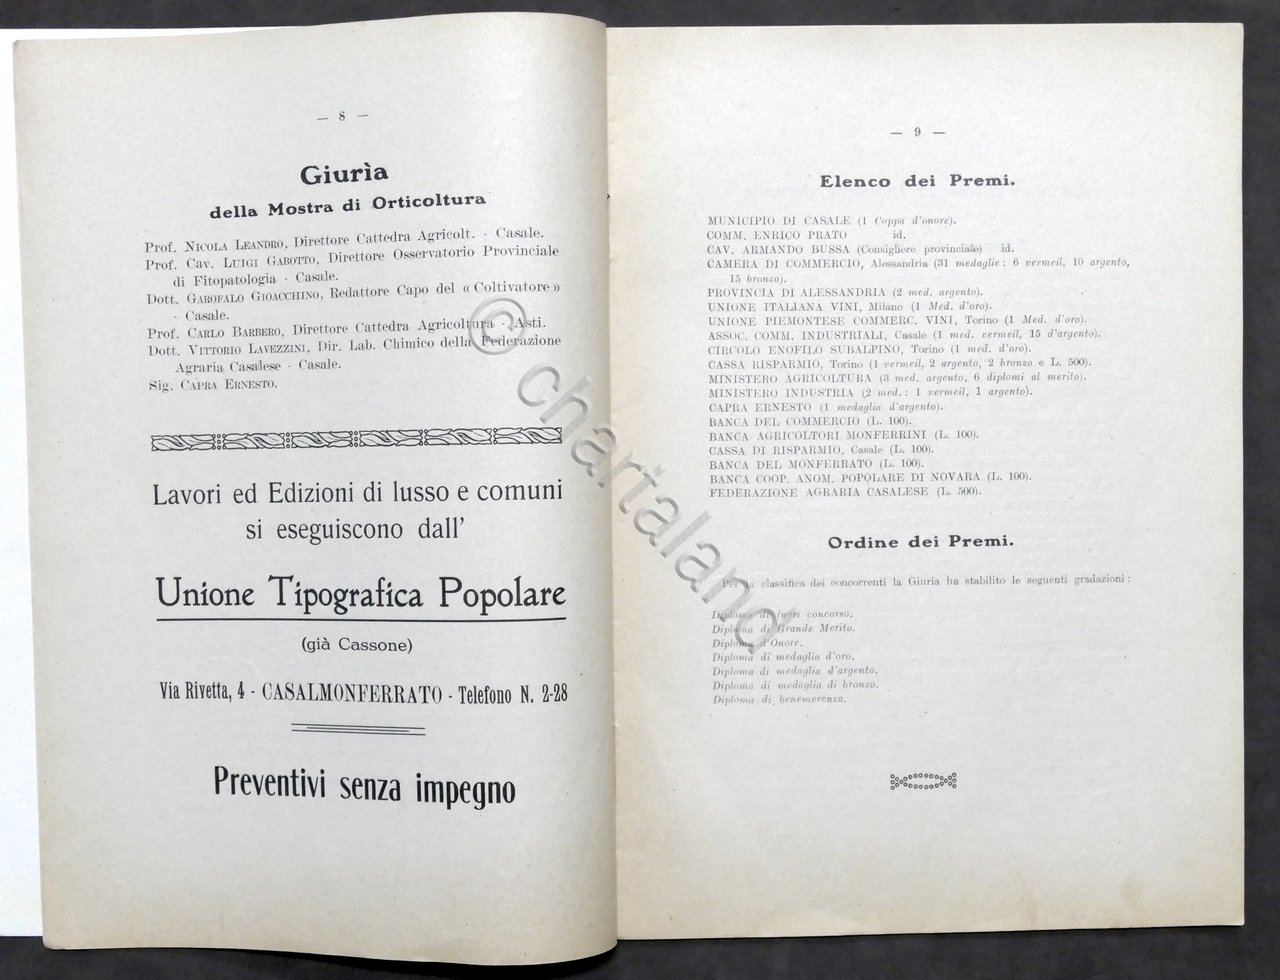 — 8 —
Giurìa
della Mostra di Orticoltura
Prof. Nicola Leandro, Direttore Cattedra Agricolt. - Casale.
Prof. Cav. Luigi Gabotto, Direttore Osservatorio Provinciale
di Fitopatologia - Casale.
Dott. Garofalo Gioacchino, Redattore Capo del « Coltivatore »
- Casale.
Prof. Carlo Barbero, Direttore Cattedra Agricoltura - Asti.
Dott. Vittorio Lavezzini, Dir. Lab. Chimico della Federazione
Agraria Casalese - Casale.
Sig. Capra Ernesto.
Lavori ed Edizioni di lusso e comuni
si eseguiscono dall'
Unione Tipografica Popolare
(già Cassone)
Via Rivetta, 4 - CASALMONFERRATO - Telefono N. 2-28
Preventivi senza impegno
— 9 —
Elenco dei Premi.
MUNICIPIO DI CASALE (1 Coppa d'onore).
COMM. ENRICO PRATO id.
CAV. ARMANDO BUSSA (Consigliere provinciale) id.
CAMERA DI COMMERCIO, Alessandria (31 medaglie: 6 vermeil, 10 argento,
15 bronzo).
PROVINCIA DI ALESSANDRIA (2 med. argento).
UNIONE ITALIANA VINI, Milano (1 Med. d'oro).
UNIONE PIEMONTESE COMMERC. VINI, Torino (1 Med. d'oro).
ASSOC. COMM. INDUSTRIALI, Casale (1 med. vermeil, 15 d'argento).
CIRCOLO ENOFILO SUBALPINO, Torino (1 med. d'oro).
CASSA RISPARMIO, Torino (1 vermeil, 2 argento, 2 bronzo e L. 500).
MINISTERO AGRICOLTURA (3 med. argento, 6 diplomi al merito).
MINISTERO INDUSTRIA (2 med.: 1 vermeil, 1 argento).
CAPRA ERNESTO (1 medaglia d'argento).
BANCA DEL COMMERCIO (L. 100).
BANCA AGRICOLTORI MONFERRINI (L. 100).
CASSA DI RISPARMIO, Casale (L. 100).
BANCA DEL MONFERRATO (L. 100).
BANCA COOP. ANOM. POPOLARE DI NOVARA (L. 100).
FEDERAZIONE AGRARIA CASALESE (L. 500).
Ordine dei Premi.
Per la classifica dei concorrenti la Giuria ha stabilito le seguenti gradazioni:
Diploma di fuori concorso.
Diploma di Grande Merito.
Diploma d'Onore.
Diploma di medaglia d'oro.
Diploma di medaglia d'argento.
Diploma di medaglia di bronzo.
Diploma di benemerenza.
© chartaland